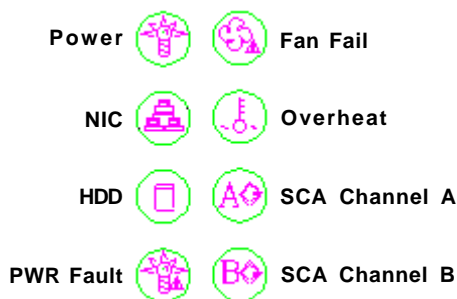 Power Fan Fail
NIC Overheat
HDD A SCA Channel A
PWR Fault B SCA Channel B